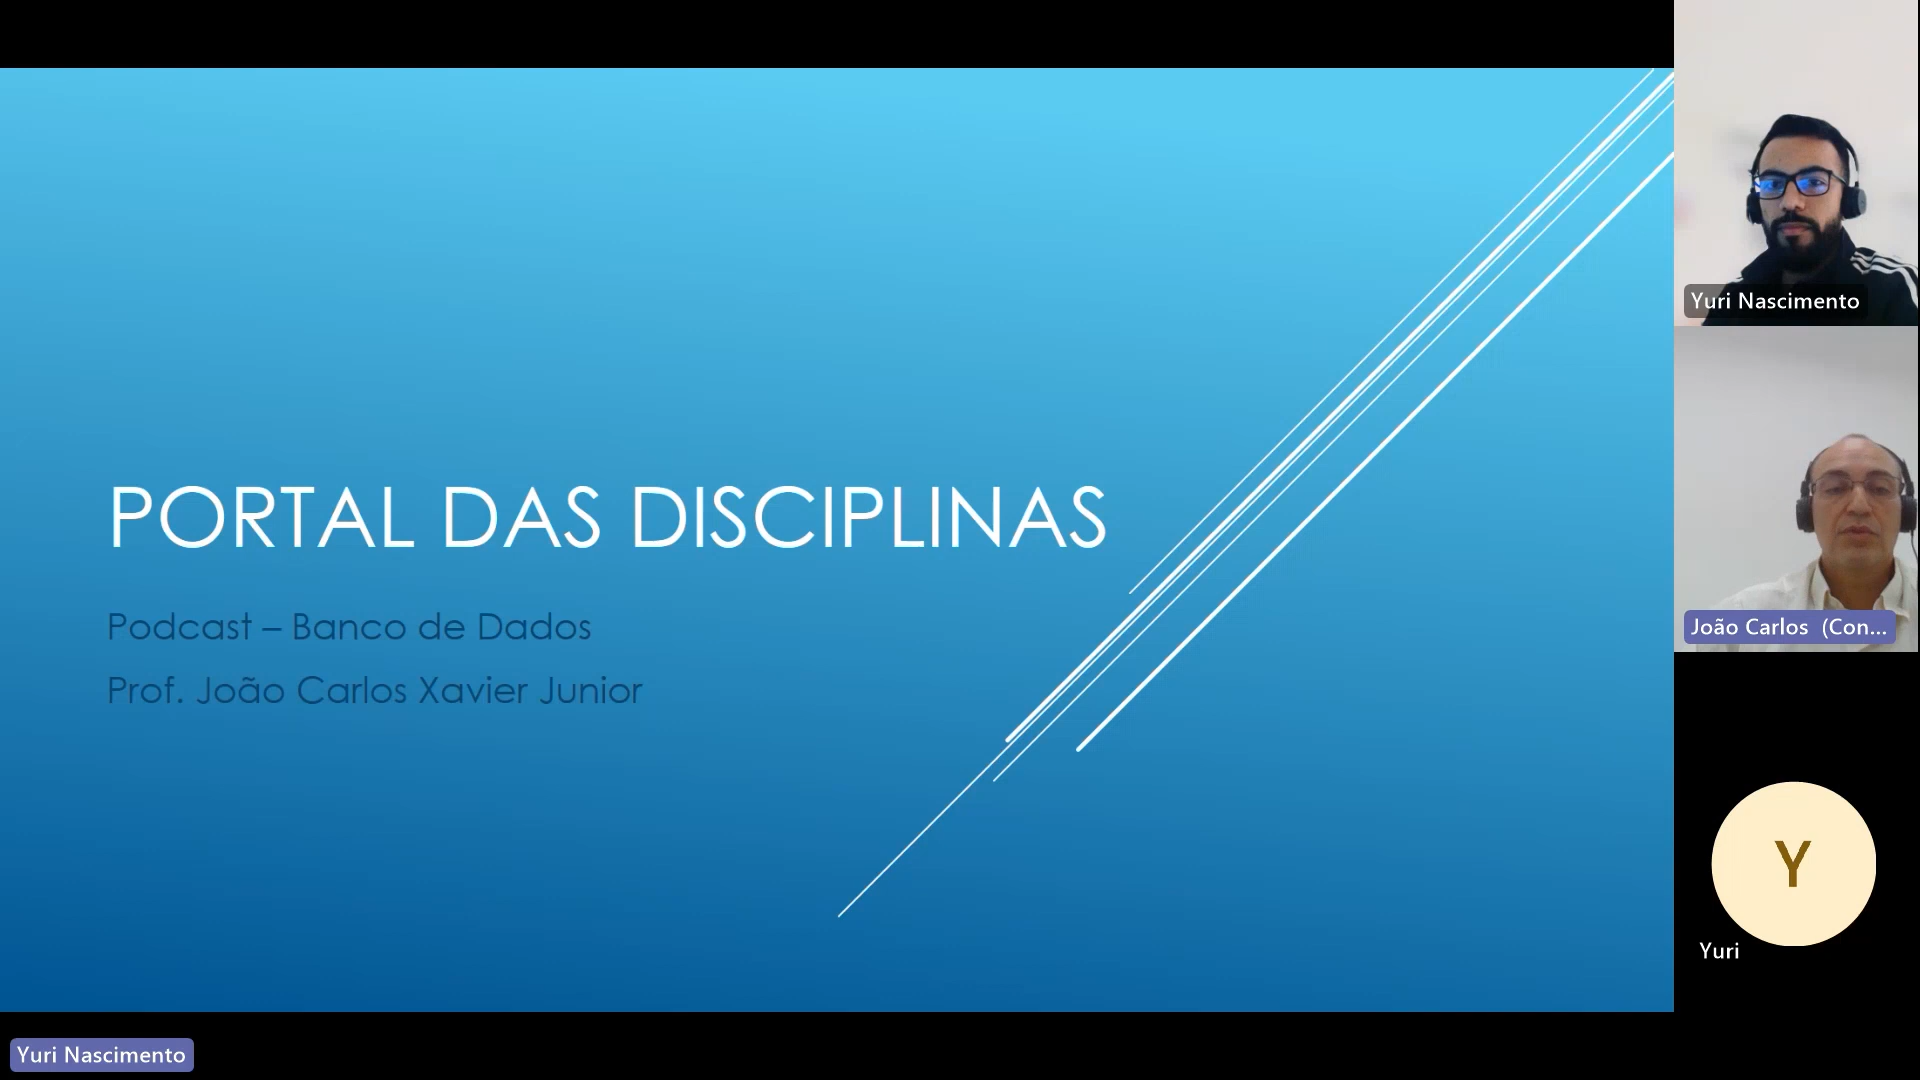 PORTAL DAS DISCIPLINAS
Podcast – Banco de Dados
Prof. João Carlos Xavier Junior
Yuri Nascimento
João Carlos (Con...
Y
Yuri
Yuri Nascimento